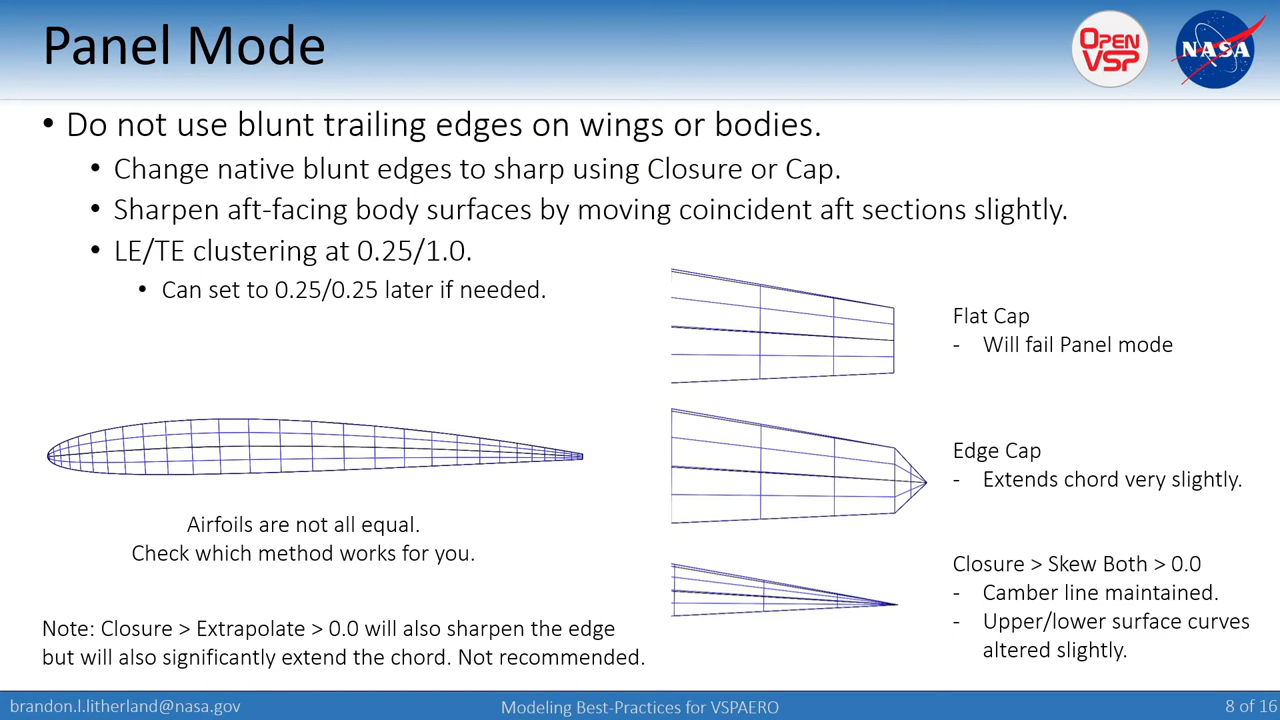 Panel Mode
OPEN
VSP
NASA
• Do not use blunt trailing edges on wings or bodies.
• Change native blunt edges to sharp using Closure or Cap.
• Sharpen aft-facing body surfaces by moving coincident aft sections slightly.
• LE/TE clustering at 0.25/1.0.
• Can set to 0.25/0.25 later if needed.
Flat Cap
- Will fail Panel mode
Edge Cap
- Extends chord very slightly.
Airfoils are not all equal.
Check which method works for you.
Closure > Skew Both > 0.0
- Camber line maintained.
- Upper/lower surface curves
altered slightly.
Note: Closure > Extrapolate > 0.0 will also sharpen the edge
but will also significantly extend the chord. Not recommended.
brandon.l.litherland@nasa.gov
Modeling Best-Practices for VSPAERO
8 of 16